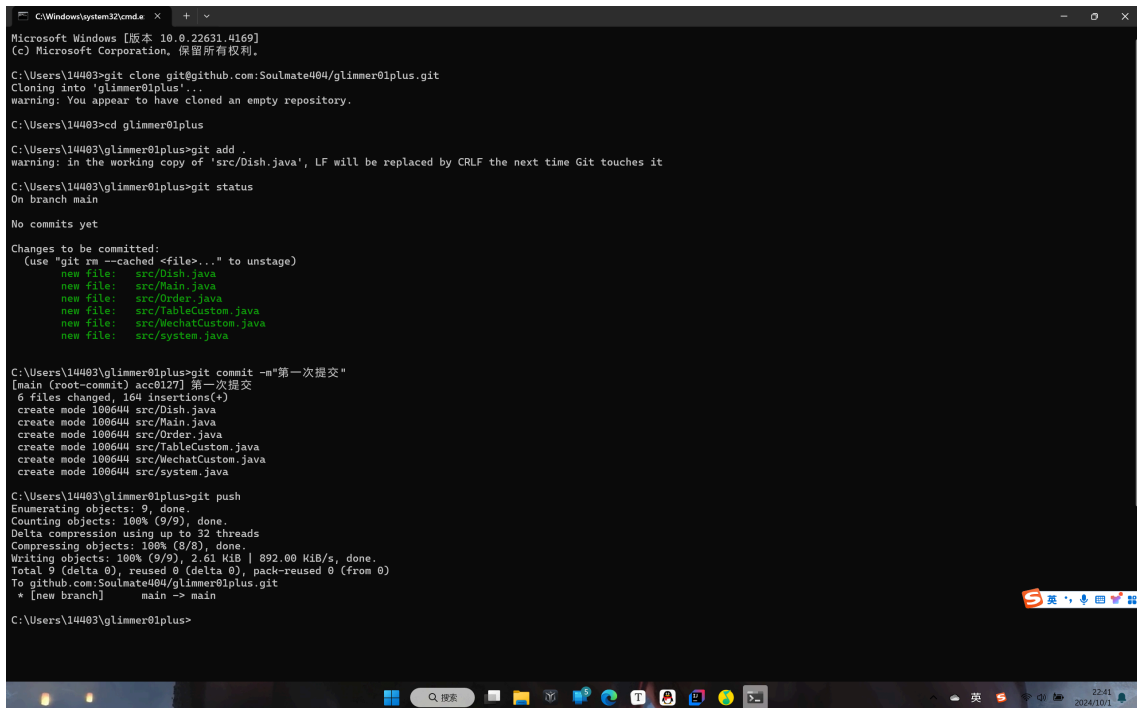 C:\Windows\system32\cmd.e
Microsoft Windows [版本 10.0.22631.4169]
(c) Microsoft Corporation。保留所有权利。
C:\Users\14403>git clone git@github.com:Soulmate404/glimmer01plus.git
Cloning into 'glimmer01plus'...
warning: You appear to have cloned an empty repository.
C:\Users\14403>cd glimmer01plus
C:\Users\14403\glimmer01plus>git add .
warning: in the working copy of 'src/Dish.java', LF will be replaced by CRLF the next time Git touches it
C:\Users\14403\glimmer01plus>git status
On branch main
No commits yet
Changes to be committed:
(use "git rm --cached <file>..." to unstage)
new file: src/Dish.java
new file: src/Main.java
new file: src/Order.java
new file: src/TableCustom.java
new file: src/WechatCustom.java
new file: src/system.java
C:\Users\14403\glimmer01plus>git commit -m"第一次提交"
[main (root-commit) acc0127] 第一次提交
6 files changed, 164 insertions(+)
create mode 100644 src/Dish.java
create mode 100644 src/Main.java
create mode 100644 src/Order.java
create mode 100644 src/TableCustom.java
create mode 100644 src/WechatCustom.java
create mode 100644 src/system.java
C:\Users\14403\glimmer01plus>git push
Enumerating objects: 9, done.
Counting objects: 100% (9/9), done.
Delta compression using up to 32 threads
Compressing objects: 100% (8/8), done.
Writing objects: 100% (9/9), 2.61 KiB | 892.00 KiB/s, done.
Total 9 (delta 0), reused 0 (delta 0), pack-reused 0 (from 0)
To github.com:Soulmate404/glimmer01plus.git
* [new branch] main -> main
C:\Users\14403\glimmer01plus>
英
搜索
5
T
英
22:41
2024/10/1